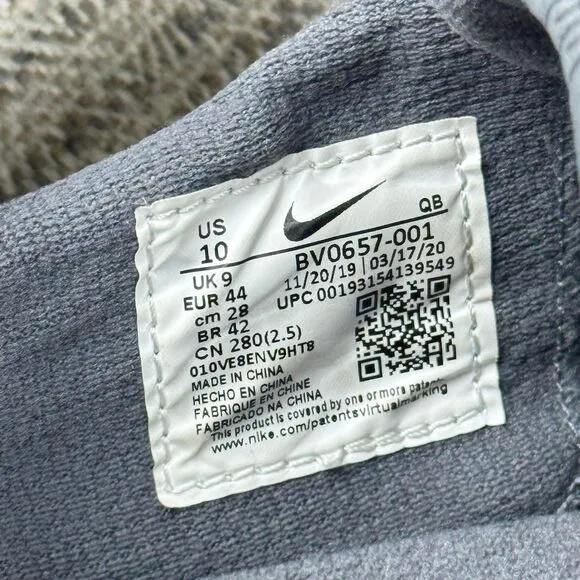 US
10
QB
UK 9
EUR 44
cm 28
BR 42
CN 280(2.5)
BV0657-001
11/20/19 | 03/17/20
UPC 00193154139549
010VE8ENV9HT8
MADE IN CHINA
HECHO EN CHINA
FABRIQUE EN CHINE
FABRICADO NA CHINA
This product is covered by one or more patents
www.nike.com/patentsvirtualmarking